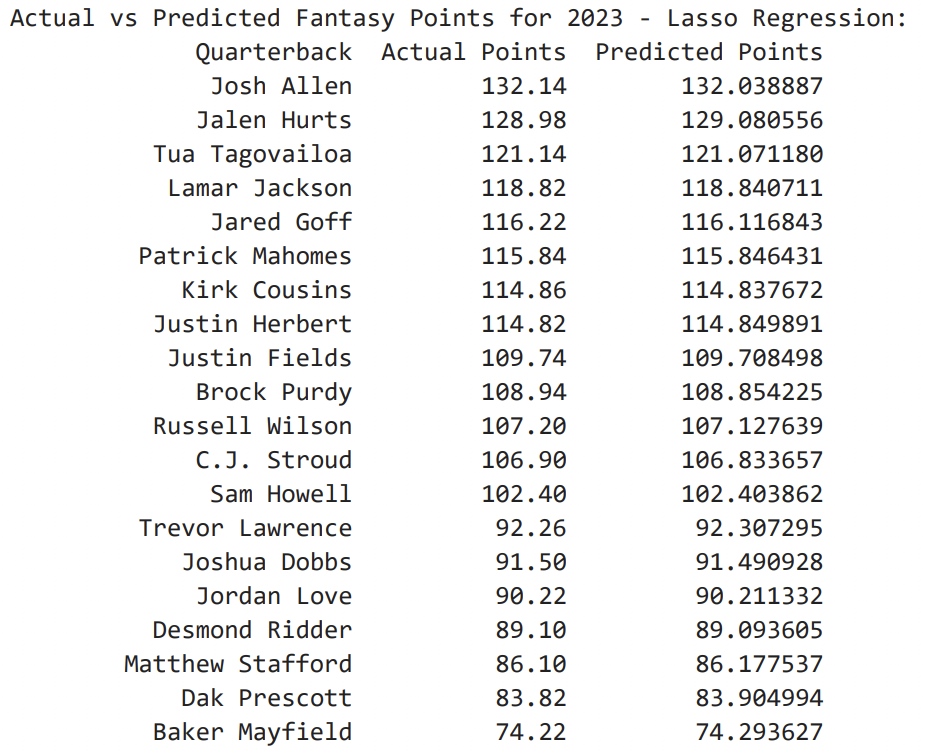 Actual vs Predicted Fantasy Points for 2023 - Lasso Regression:
Quarterback Actual Points Predicted Points
Josh Allen 132.14 132.038887
Jalen Hurts 128.98 129.080556
Tua Tagovailoa 121.14 121.071180
Lamar Jackson 118.82 118.840711
Jared Goff 116.22 116.116843
Patrick Mahomes 115.84 115.846431
Kirk Cousins 114.86 114.837672
Justin Herbert 114.82 114.849891
Justin Fields 109.74 109.708498
Brock Purdy 108.94 108.854225
Russell Wilson 107.20 107.127639
C.J. Stroud 106.90 106.833657
Sam Howell 102.40 102.403862
Trevor Lawrence 92.26 92.307295
Joshua Dobbs 91.50 91.490928
Jordan Love 90.22 90.211332
Desmond Ridder 89.10 89.093605
Matthew Stafford 86.10 86.177537
Dak Prescott 83.82 83.904994
Baker Mayfield 74.22 74.293627